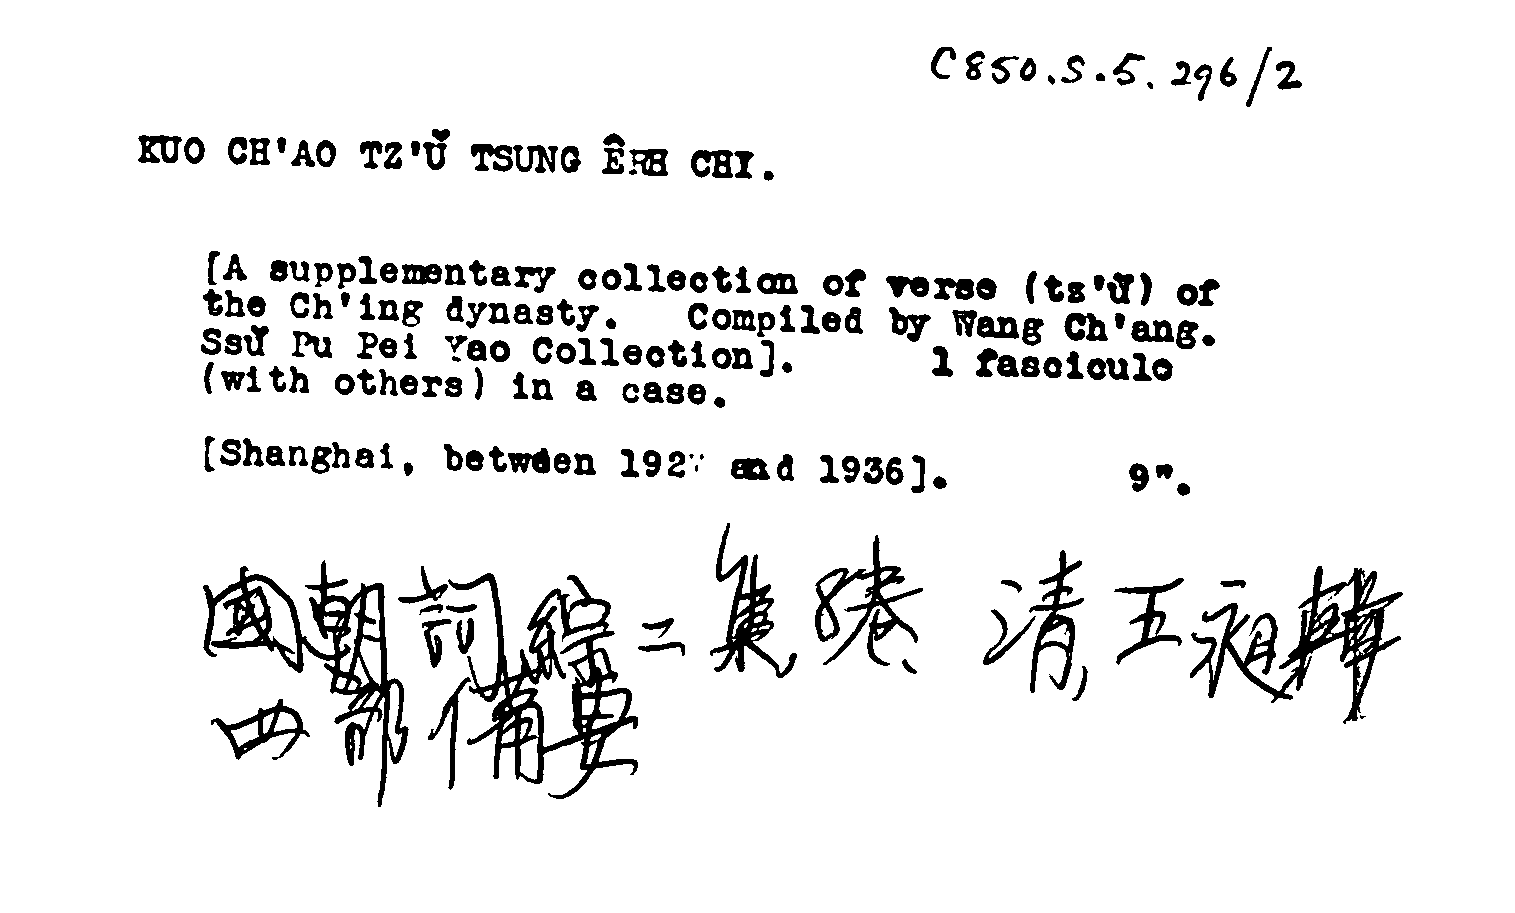 C850.S.5.296/2
KUO CH'AO TZ'Ŭ TSUNG ÊRH CHI.
[A supplementary collection of verse (tz'ŭ) of
the Ch'ing dynasty. Compiled by Wang Ch'ang.
Ssŭ Pu Pei Yao Collection]. 1 fascicule
(with others) in a case.
[Shanghai, between 192 and 1936]. 9".
國朝詞綜二集 8卷 清 王昶輯
四部備要